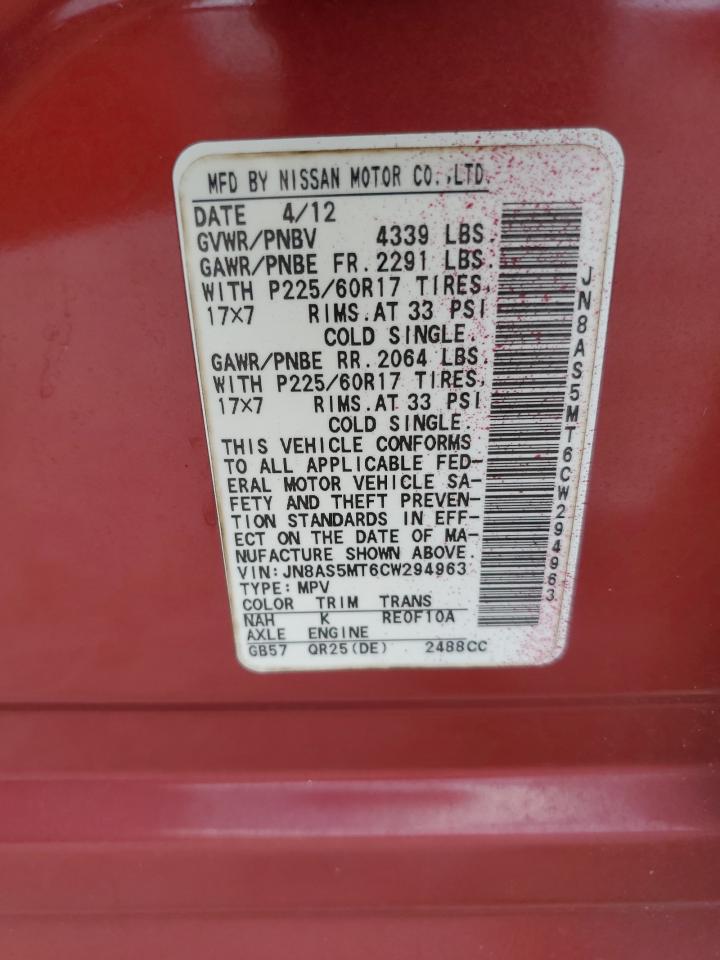 MFD BY NISSAN MOTOR CO.,LTD.
DATE 4/12
GVWR/PNBV 4339 LBS.
GAWR/PNBE FR.2291 LBS.
WITH P225/60R17 TIRES,
17×7 RIMS.AT 33 PSI
COLD SINGLE.
GAWR/PNBE RR.2064 LBS.
WITH P225/60R17 TIRES,
17×7 RIMS.AT 33 PSI
COLD SINGLE.
THIS VEHICLE CONFORMS
TO ALL APPLICABLE FED-
ERAL MOTOR VEHICLE SA-
FETY AND THEFT PREVEN-
TION STANDARDS IN EFF-
ECT ON THE DATE OF MA-
NUFACTURE SHOWN ABOVE.
VIN:JN8AS5MT6CW294963
TYPE:MPV
COLOR TRIM TRANS
NAH K RE0F10A
AXLE ENGINE
GB57 QR25(DE) 2488CC
JN8AS5MT6CW294963